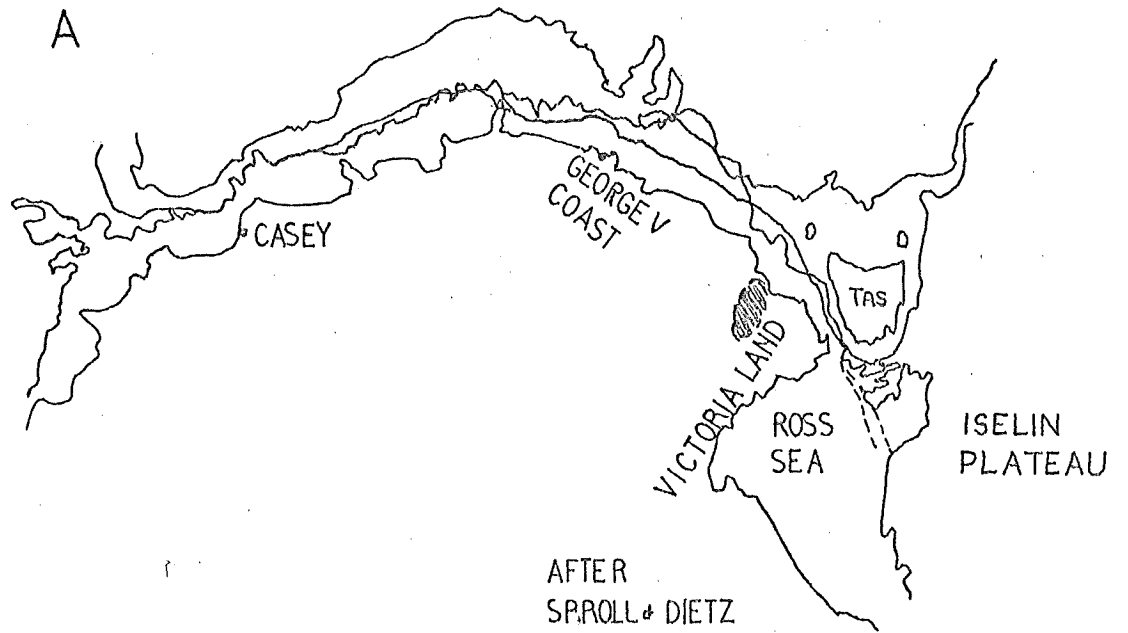 A
CASEY
GEORGE V
COAST
TAS
VICTORIA LAND
ROSS
SEA
ISELIN
PLATEAU
AFTER
SPROLL & DIETZ